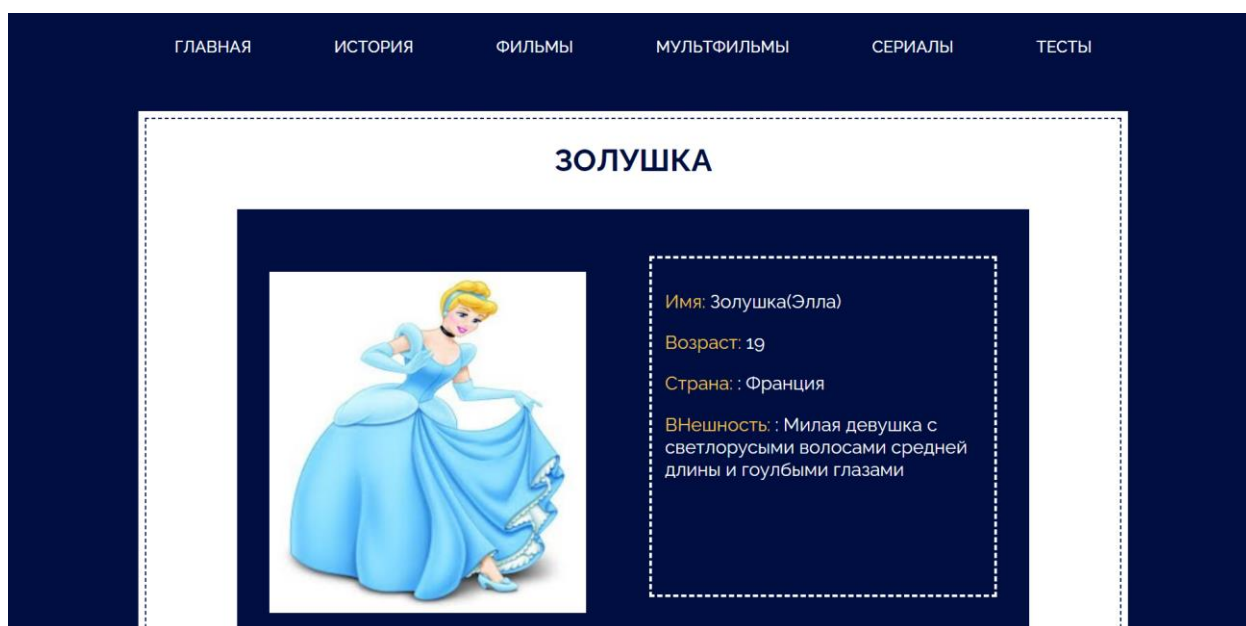 ГЛАВНАЯ ИСТОРИЯ ФИЛЬМЫ МУЛЬТФИЛЬМЫ СЕРИАЛЫ ТЕСТЫ
ЗОЛУШКА
Имя: Золушка(Элла)
Возраст: 19
Страна: : Франция
ВНешность: : Милая девушка с
светлорусыми волосами средней
длины и гоулбыми глазами